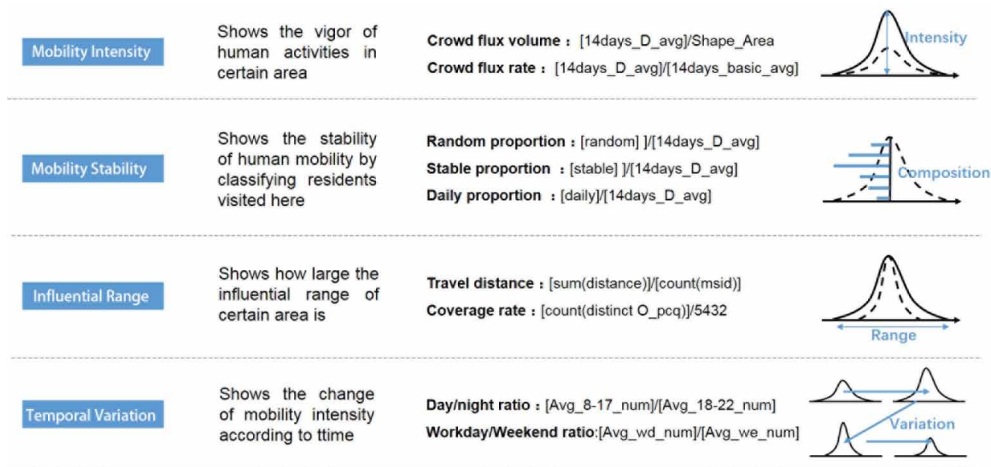 Mobility Intensity
Shows the vigor of
human activities in
certain area
Crowd flux volume : [14days_D_avg]/Shape_Area
Crowd flux rate : [14days_D_avg]/[14days_basic_avg]
Intensity
Mobility Stability
Shows the stability
of human mobility by
classifying residents
visited here
Random proportion : [random] ]/[14days_D_avg]
Stable proportion : [stable] ]/[14days_D_avg]
Daily proportion : [daily]/[14days_D_avg]
Composition
Influential Range
Shows how large the
influential range of
certain area is
Travel distance : [sum(distance)]/[count(msid)]
Coverage rate : [count(distinct O_pcq)/5432
Range
Temporal Variation
Shows the change
of mobility intensity
according to ttime
Day/night ratio : [Avg_8-17_num]/[Avg_18-22_num]
Workday/Weekend ratio:[Avg_wd_num]/[Avg_we_num]
Variation